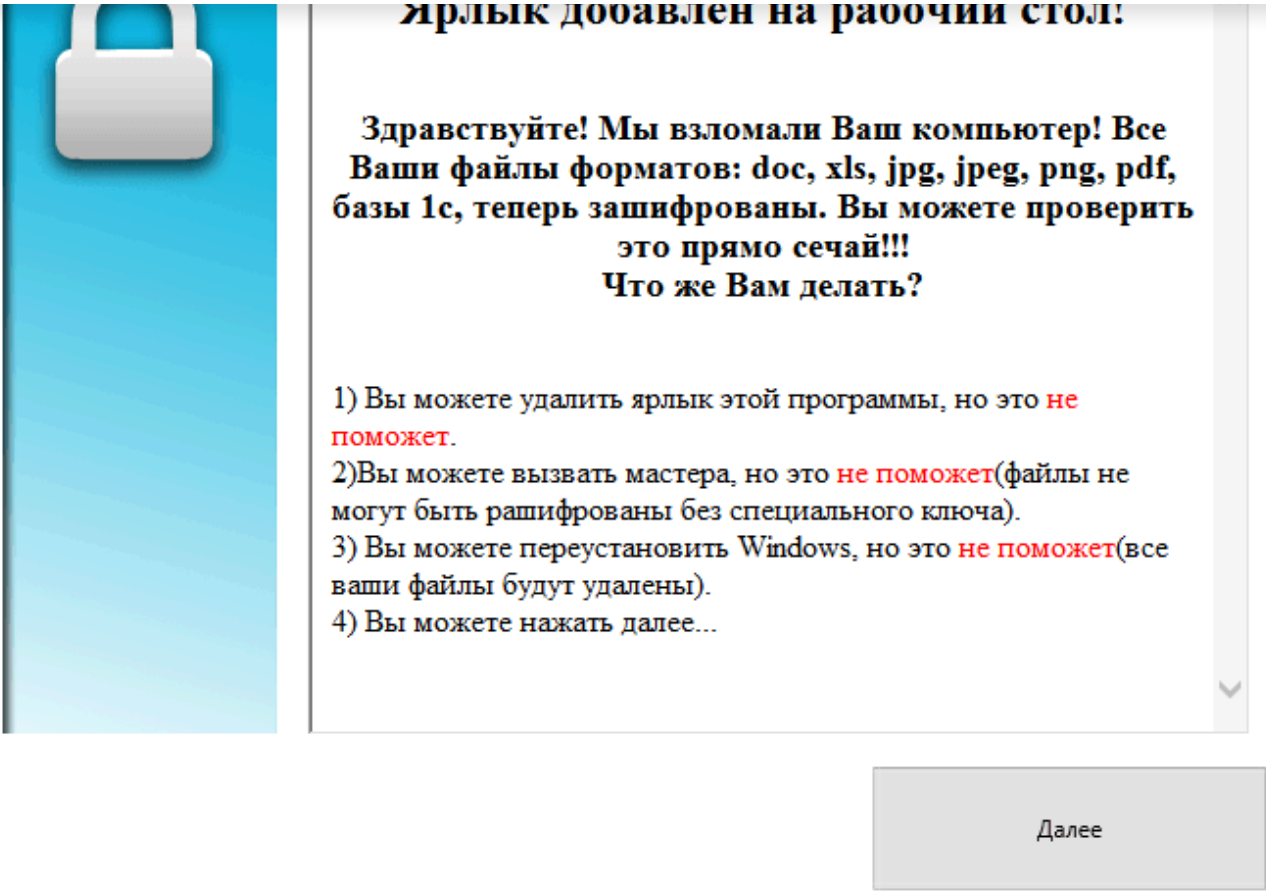 Ярлык добавлен на рабочий стол!
Здравствуйте! Мы взломали Ваш компьютер! Все
Ваши файлы форматов: doc, xls, jpg, jpeg, png, pdf,
базы 1с, теперь зашифрованы. Вы можете проверить
это прямо сечай!!!
Что же Вам делать?
1) Вы можете удалить ярлык этой программы, но это не
поможет.
2)Вы можете вызвать мастера, но это не поможет(файлы не
могут быть рашифрованы без специального ключа).
3) Вы можете переустановить Windows, но это не поможет(все
ваши файлы будут удалены).
4) Вы можете нажать далее...
Далее